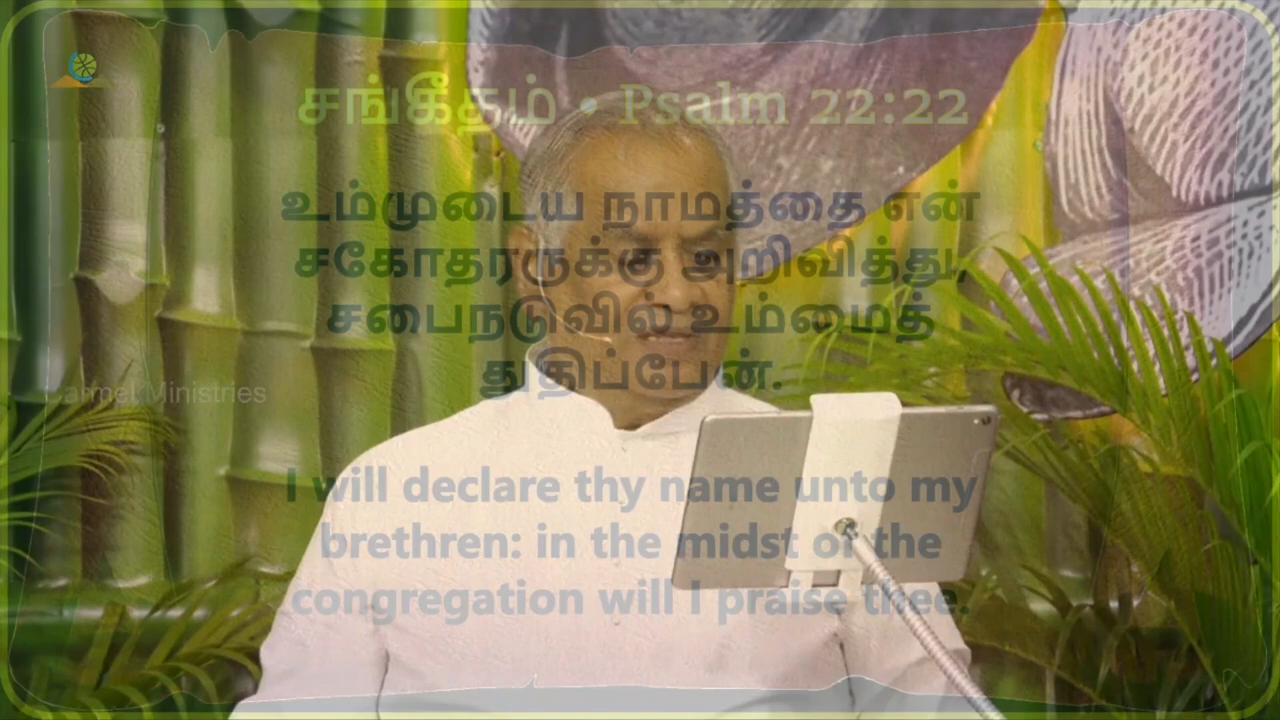 சங்கீதம் • Psalm 22:22
உம்முடைய நாமத்தை என்
சகோதரருக்கு அறிவித்து,
சபைநடுவில் உம்மைத்
துதிப்பேன்.
Carmel Ministries
I will declare thy name unto my
brethren: in the midst of the
congregation will I praise thee.